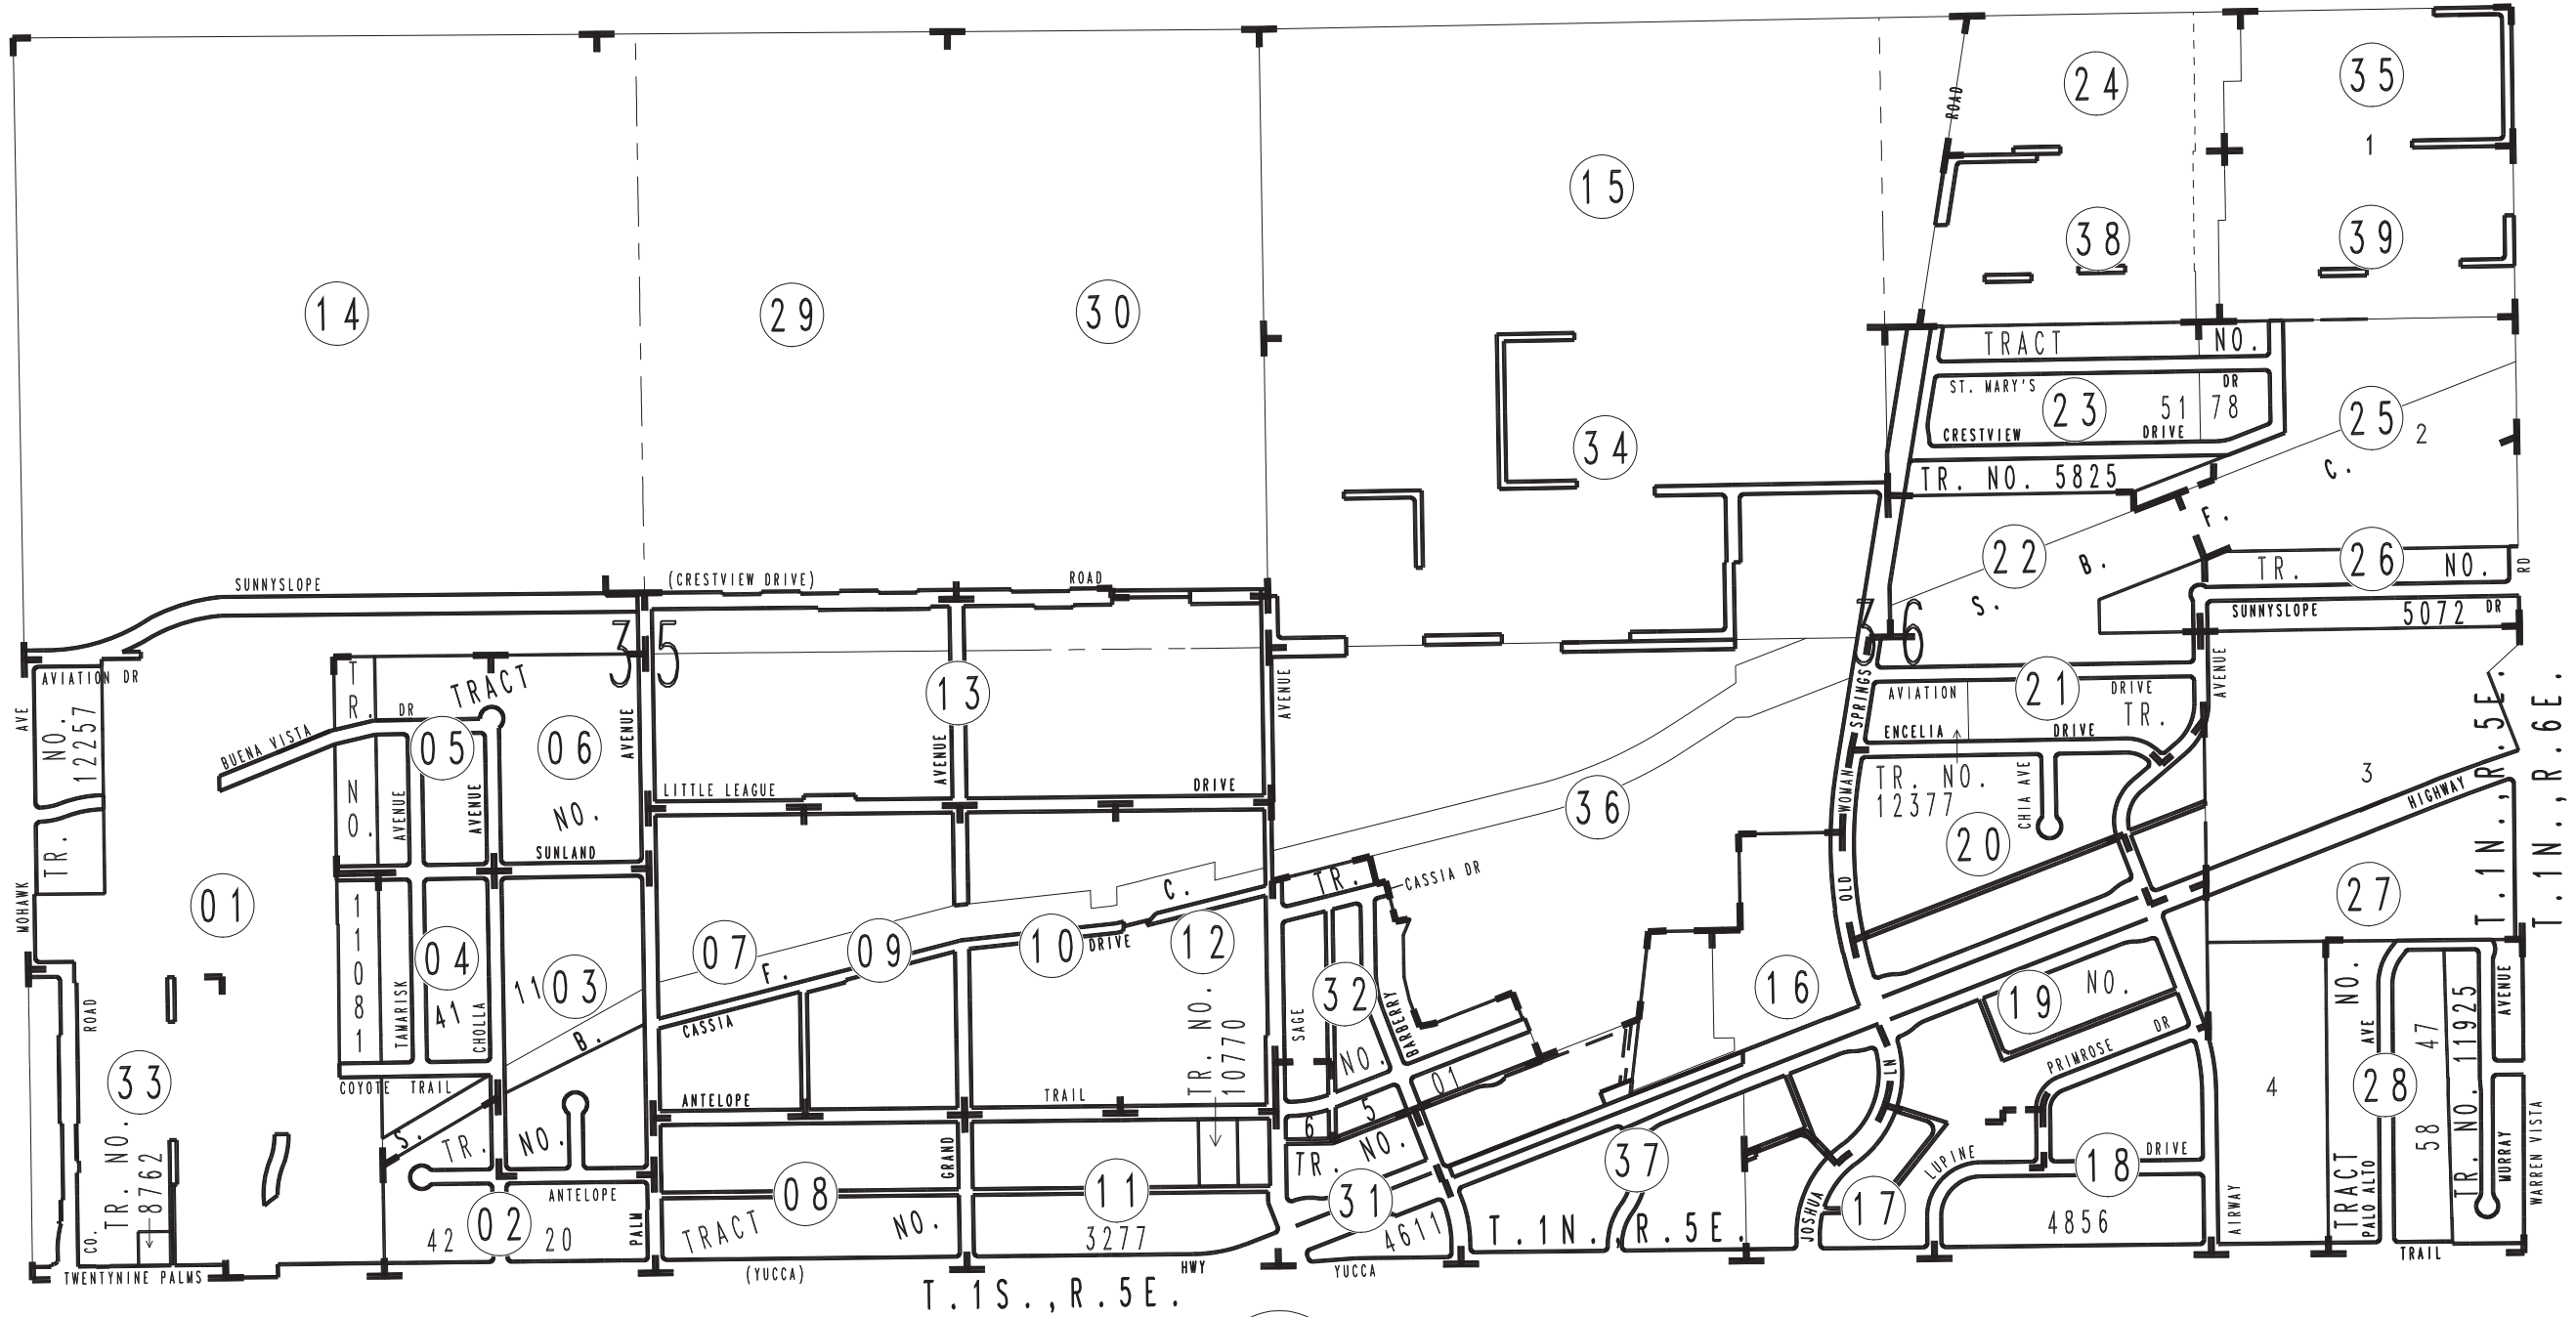 24
35
ROAD
1
15
38
39
14
29
30
TRACT NO.
ST. MARY'S DR
23
51 78
CRESTVIEW DRIVE
25
2
34
TR. NO. 5825
C.
F.
22
B.
S.
26
TR. NO.
RD
SUNNYSLOPE DR
5072
SUNNYSLOPE
(CRESTVIEW DRIVE)
ROAD
35
36
AVIATION DR
TR. NO.
12257
AVE
MOHAWK
TR. NO.
11081
TRACT
NO.
1103
BUENA VISTA DR
05
06
AVENUE
AVENUE
AVENUE
13
AVENUE
AVENUE
LITTLE LEAGUE DRIVE
SUNLAND
01
04
41
03
TAMARISK
CHOLLA
07
09
10
12
C.
F.
B.
S.
CASSIA DRIVE
TR. NO.
10770
33
ROAD
CO.
TR. NO.
8762
COYOTE TRAIL
ANTELOPE TRAIL
TR. NO.
ANTELOPE
02
42 20
PALM
GRAND
08
11
TRACT NO.
3277
TWENTYNINE PALMS
(YUCCA)
HWY
T.1S.,R.5E.
21
AVIATION DRIVE
ENCELIA DRIVE
TR.
AVENUE
SPRINGS
WOMAN
OLD
TR. NO.
12377
CHIA AVE
20
36
3
HIGHWAY
T.1N.,R.5E.
T.1N.,R.6E.
27
TR.
CASSIA DR
32
SAGE
BARBERRY
NO.
01
5
6
TR. NO.
31
4611
YUCCA
16
19
NO.
PRIMROSE DR
LN
JOSHUA
37
T.1N.,R.5E.
17
LUPINE DRIVE
18
4856
AIRWAY
4
TRACT NO.
PALO ALTO AVE
28
47
58
TR. NO. 11925
MURRAY AVENUE
WARREN VISTA
TRAIL